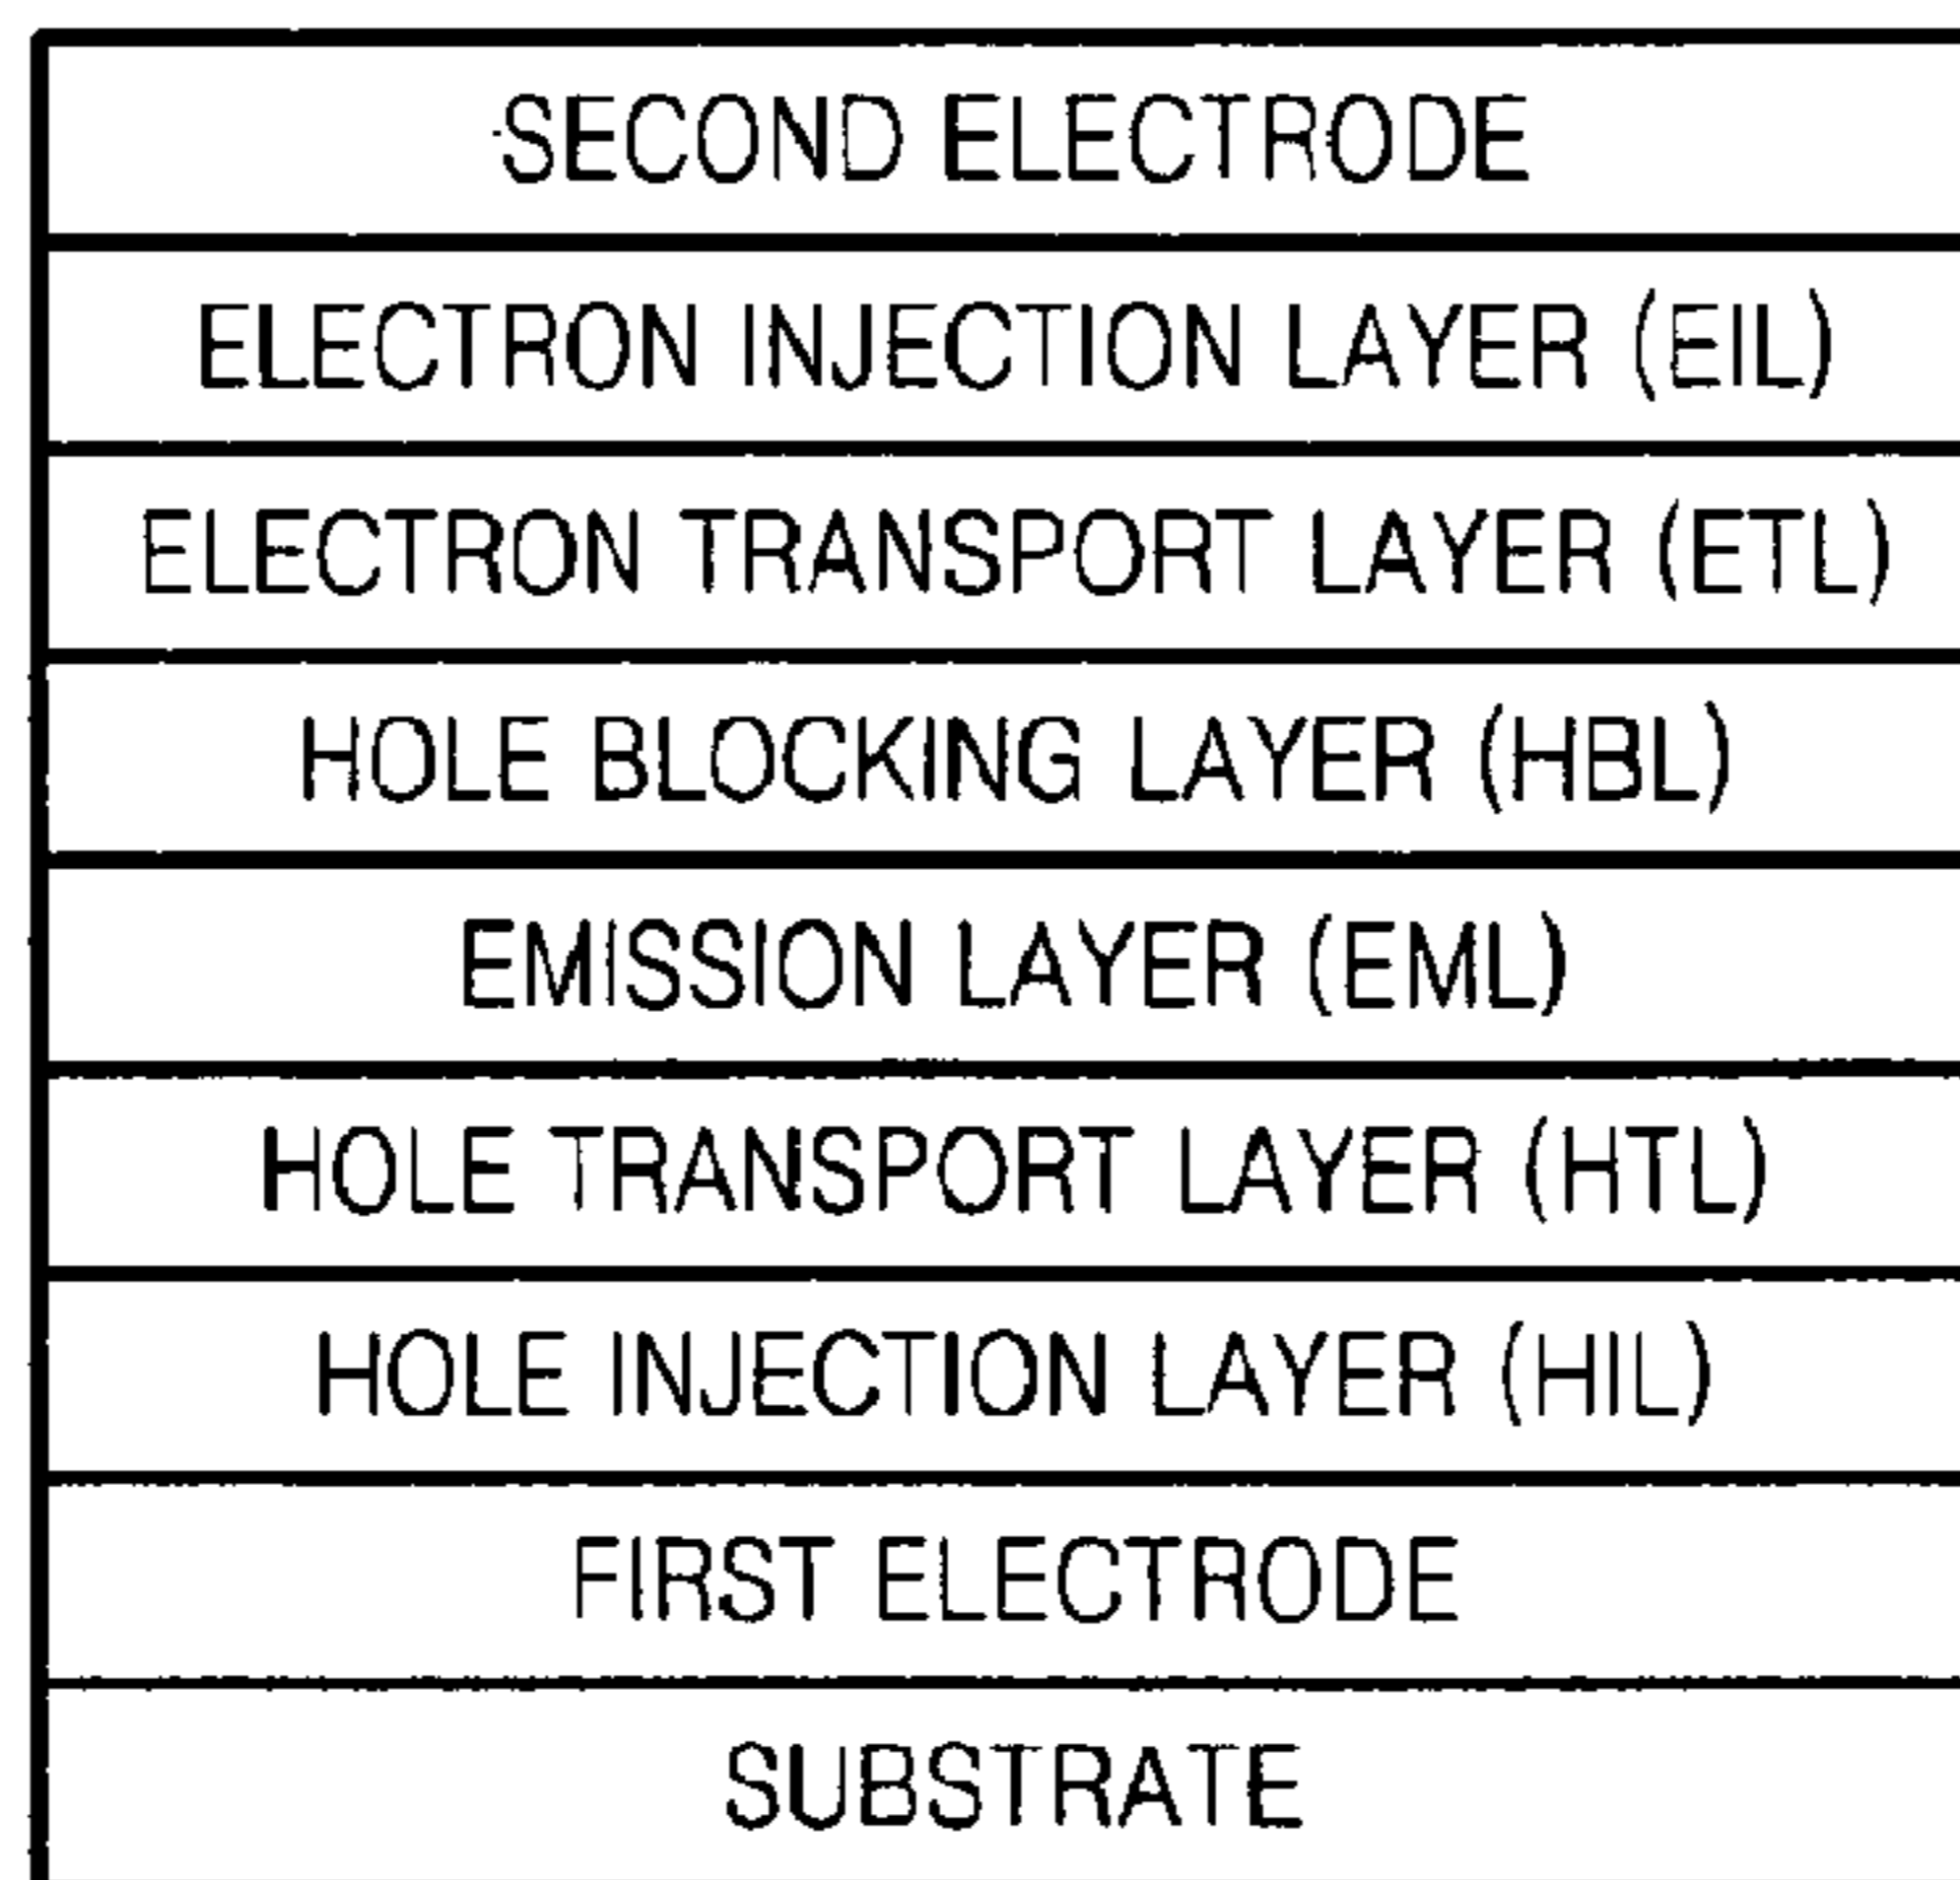 SECOND ELECTRODE
ELECTRON INJECTION LAYER (EIL)
ELECTRON TRANSPORT LAYER (ETL)
HOLE BLOCKING LAYER (HBL)
EMISSION LAYER (EML)
HOLE TRANSPORT LAYER (HTL)
HOLE INJECTION LAYER (HIL)
FIRST ELECTRODE
SUBSTRATE